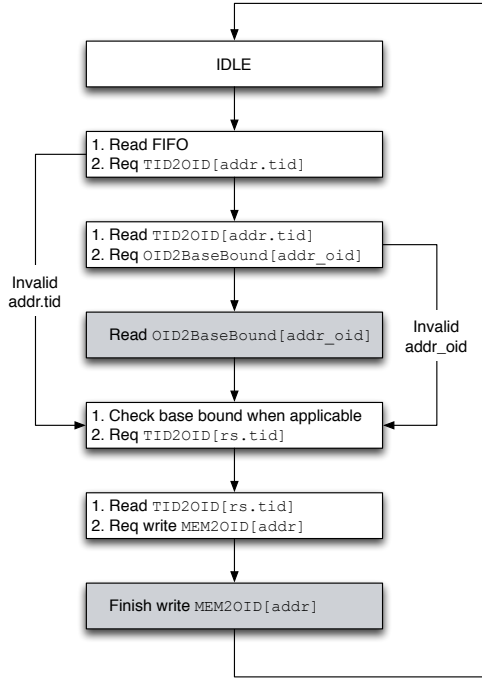 IDLE
1. Read FIFO
2. Req TID2OID[addr.tid]
1. Read TID2OID[addr.tid]
2. Req OID2BaseBound[addr_oid]
Invalid
addr.tid
Read OID2BaseBound[addr_oid]
Invalid
addr_oid
1. Check base bound when applicable
2. Req TID2OID[rs.tid]
1. Read TID2OID[rs.tid]
2. Req write MEM2OID[addr]
Finish write MEM2OID[addr]